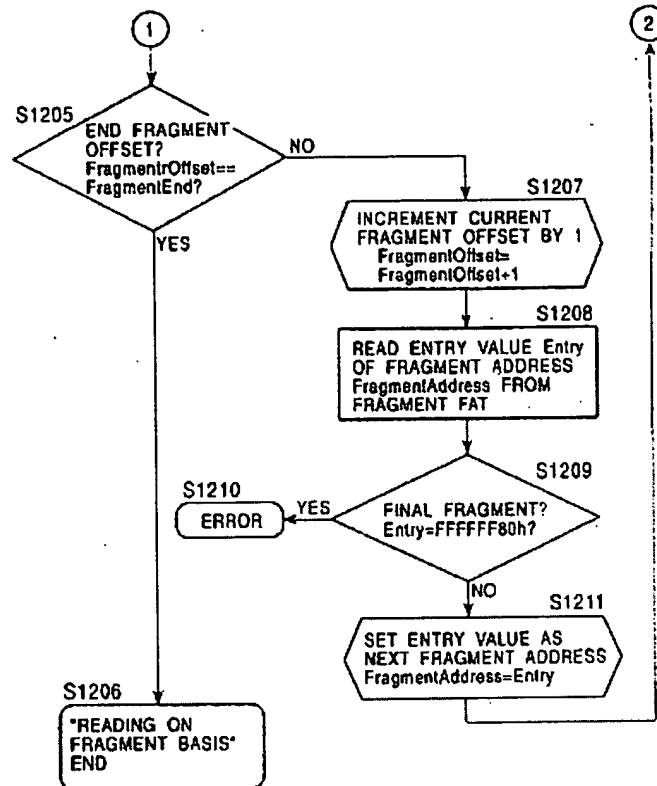 1
2
S1205
END FRAGMENT
OFFSET?
FragmentrOffset==
FragmentEnd?
NO
YES
S1207
INCREMENT CURRENT
FRAGMENT OFFSET BY 1
FragmentOffset=
FragmentOffset+1
S1208
READ ENTRY VALUE Entry
OF FRAGMENT ADDRESS
FragmentAddress FROM
FRAGMENT FAT
S1209
FINAL FRAGMENT?
Entry=FFFFFF80h?
YES
S1210
ERROR
NO
S1211
SET ENTRY VALUE AS
NEXT FRAGMENT ADDRESS
FragmentAddress=Entry
S1206
"READING ON
FRAGMENT BASIS"
END